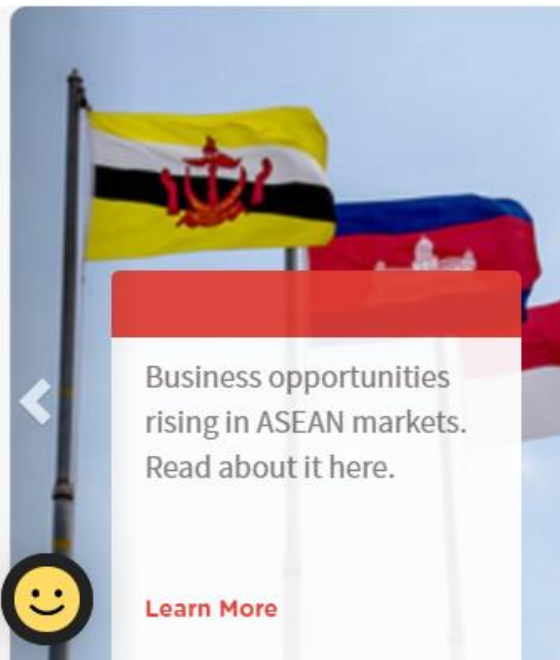 Business opportunities
rising in ASEAN markets.
Read about it here.
Learn More